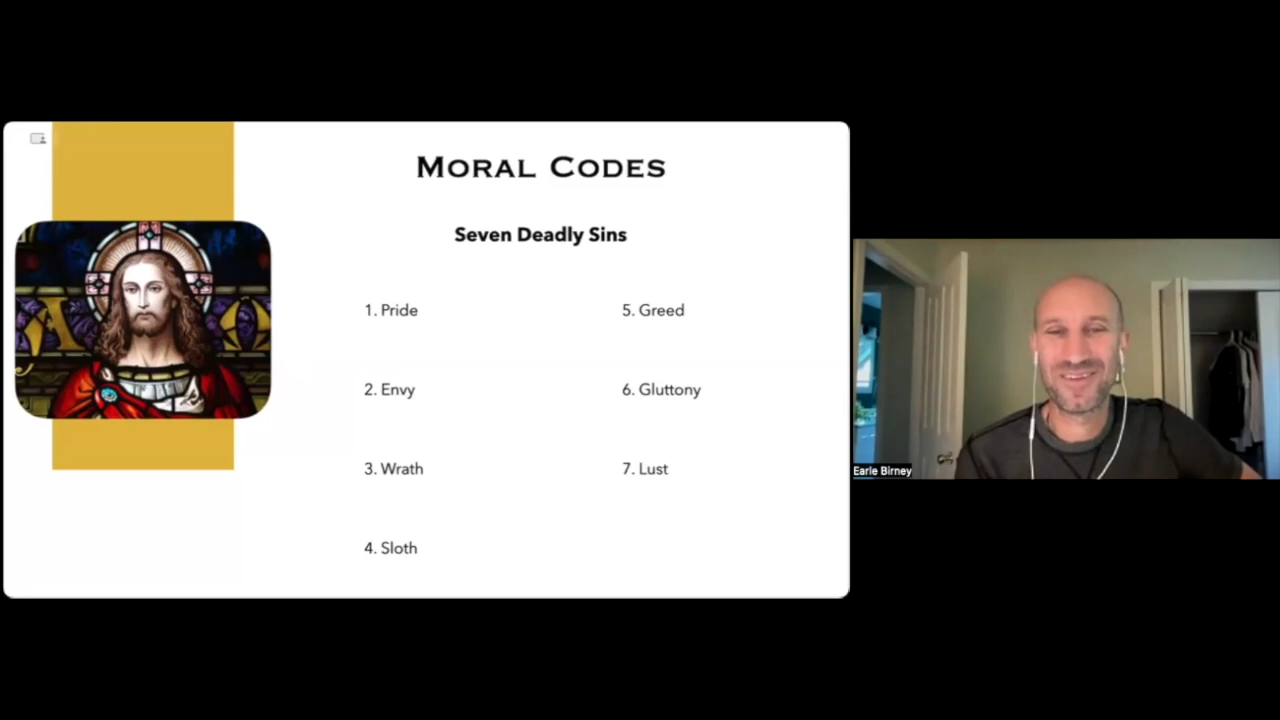 Moral Codes
Seven Deadly Sins
1. Pride
2. Envy
3. Wrath
4. Sloth
5. Greed
6. Gluttony
7. Lust
Earle Birney